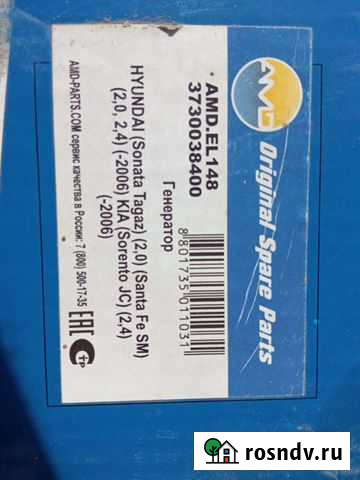 AMD
Original Spare Parts
AMD.EL148
3730038400
Генератор
8801735011031
HYUNDAI (Sonata Tagaz) (2,0) (Santa Fe SM)
(2,0, 2,4) (-2006) KIA (Sorento JC) (2,4)
(-2006)
AMD-PARTS.COM сервис качества в России: 7 (800) 500-17-35
ЕАС
rosndv.ru